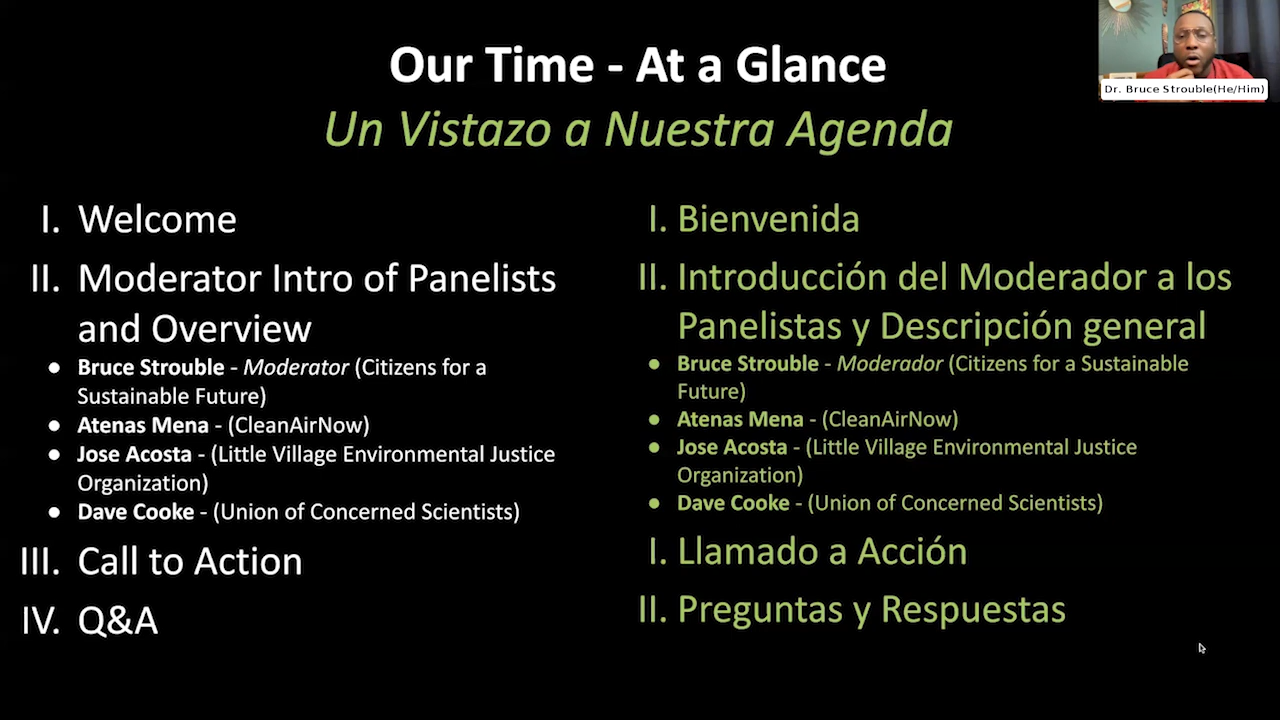 Our Time - At a Glance
Un Vistazo a Nuestra Agenda
Dr. Bruce Strouble(He/Him)
I. Welcome
II. Moderator Intro of Panelists
and Overview
● Bruce Strouble - Moderator (Citizens for a
Sustainable Future)
● Atenas Mena - (CleanAirNow)
● Jose Acosta - (Little Village Environmental Justice
Organization)
● Dave Cooke - (Union of Concerned Scientists)
III. Call to Action
IV. Q&A
I. Bienvenida
II. Introducción del Moderador a los
Panelistas y Descripción general
● Bruce Strouble - Moderador (Citizens for a Sustainable
Future)
● Atenas Mena - (CleanAirNow)
● Jose Acosta - (Little Village Environmental Justice
Organization)
● Dave Cooke - (Union of Concerned Scientists)
I. Llamado a Acción
II. Preguntas y Respuestas